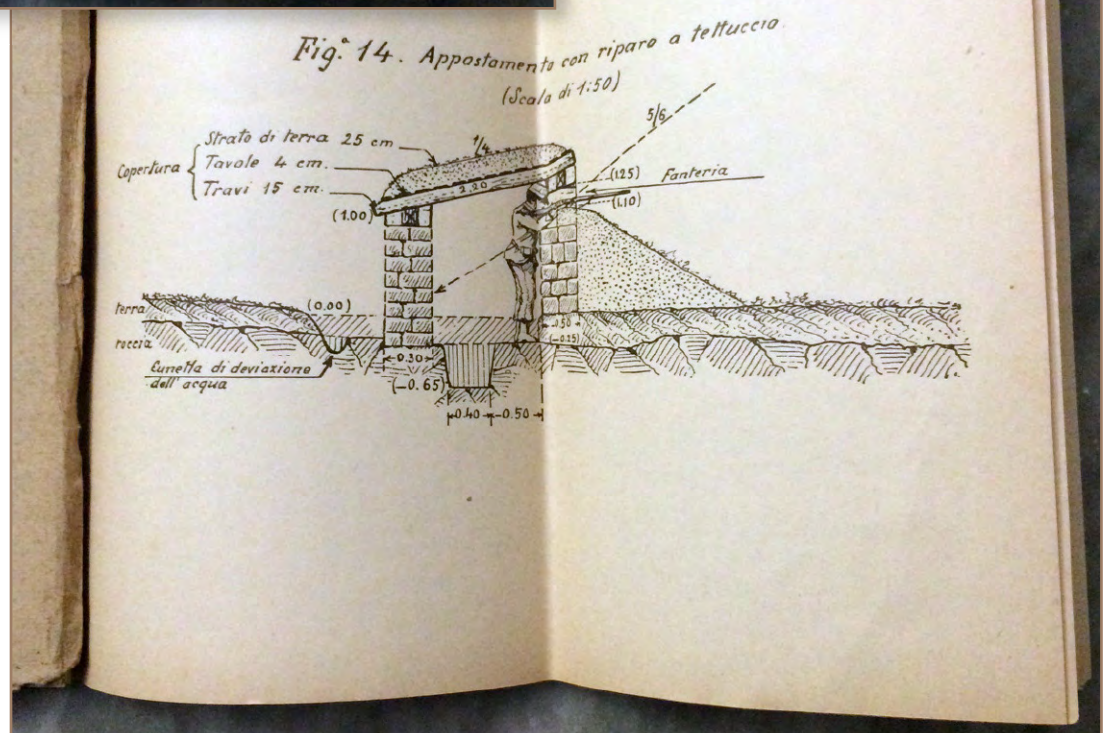 Fig.ª 14. Appostamento con riparo a tettuccio.
(Scala di 1:50)
5/6
Copertura
Strato di terra 25 cm
Tavole 4 cm.
Travi 15 cm.
1/4
2.20
(1.00)
(1.25)
Fanteria
(1.10)
terra
(0.00)
roccia
0.50
(-0.25)
0.30
Cunetta di deviazione
dell'acqua
(-0.65)
0.40
0.50